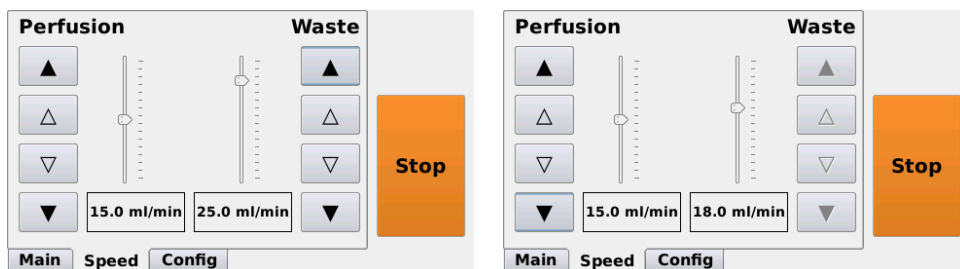 Perfusion Waste
Stop
15.0 ml/min 25.0 ml/min
Main Speed Config
Perfusion Waste
Stop
15.0 ml/min 18.0 ml/min
Main Speed Config